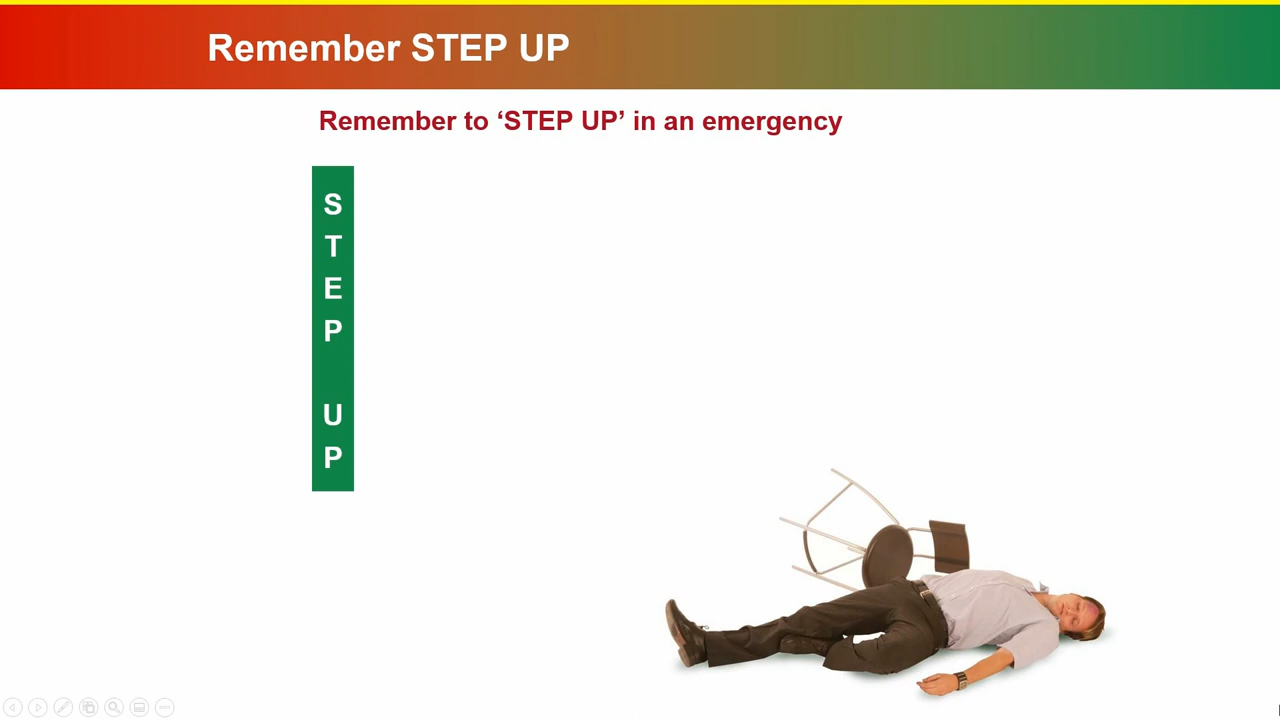 Remember STEP UP
Remember to ‘STEP UP’ in an emergency
S
T
E
P
U
P